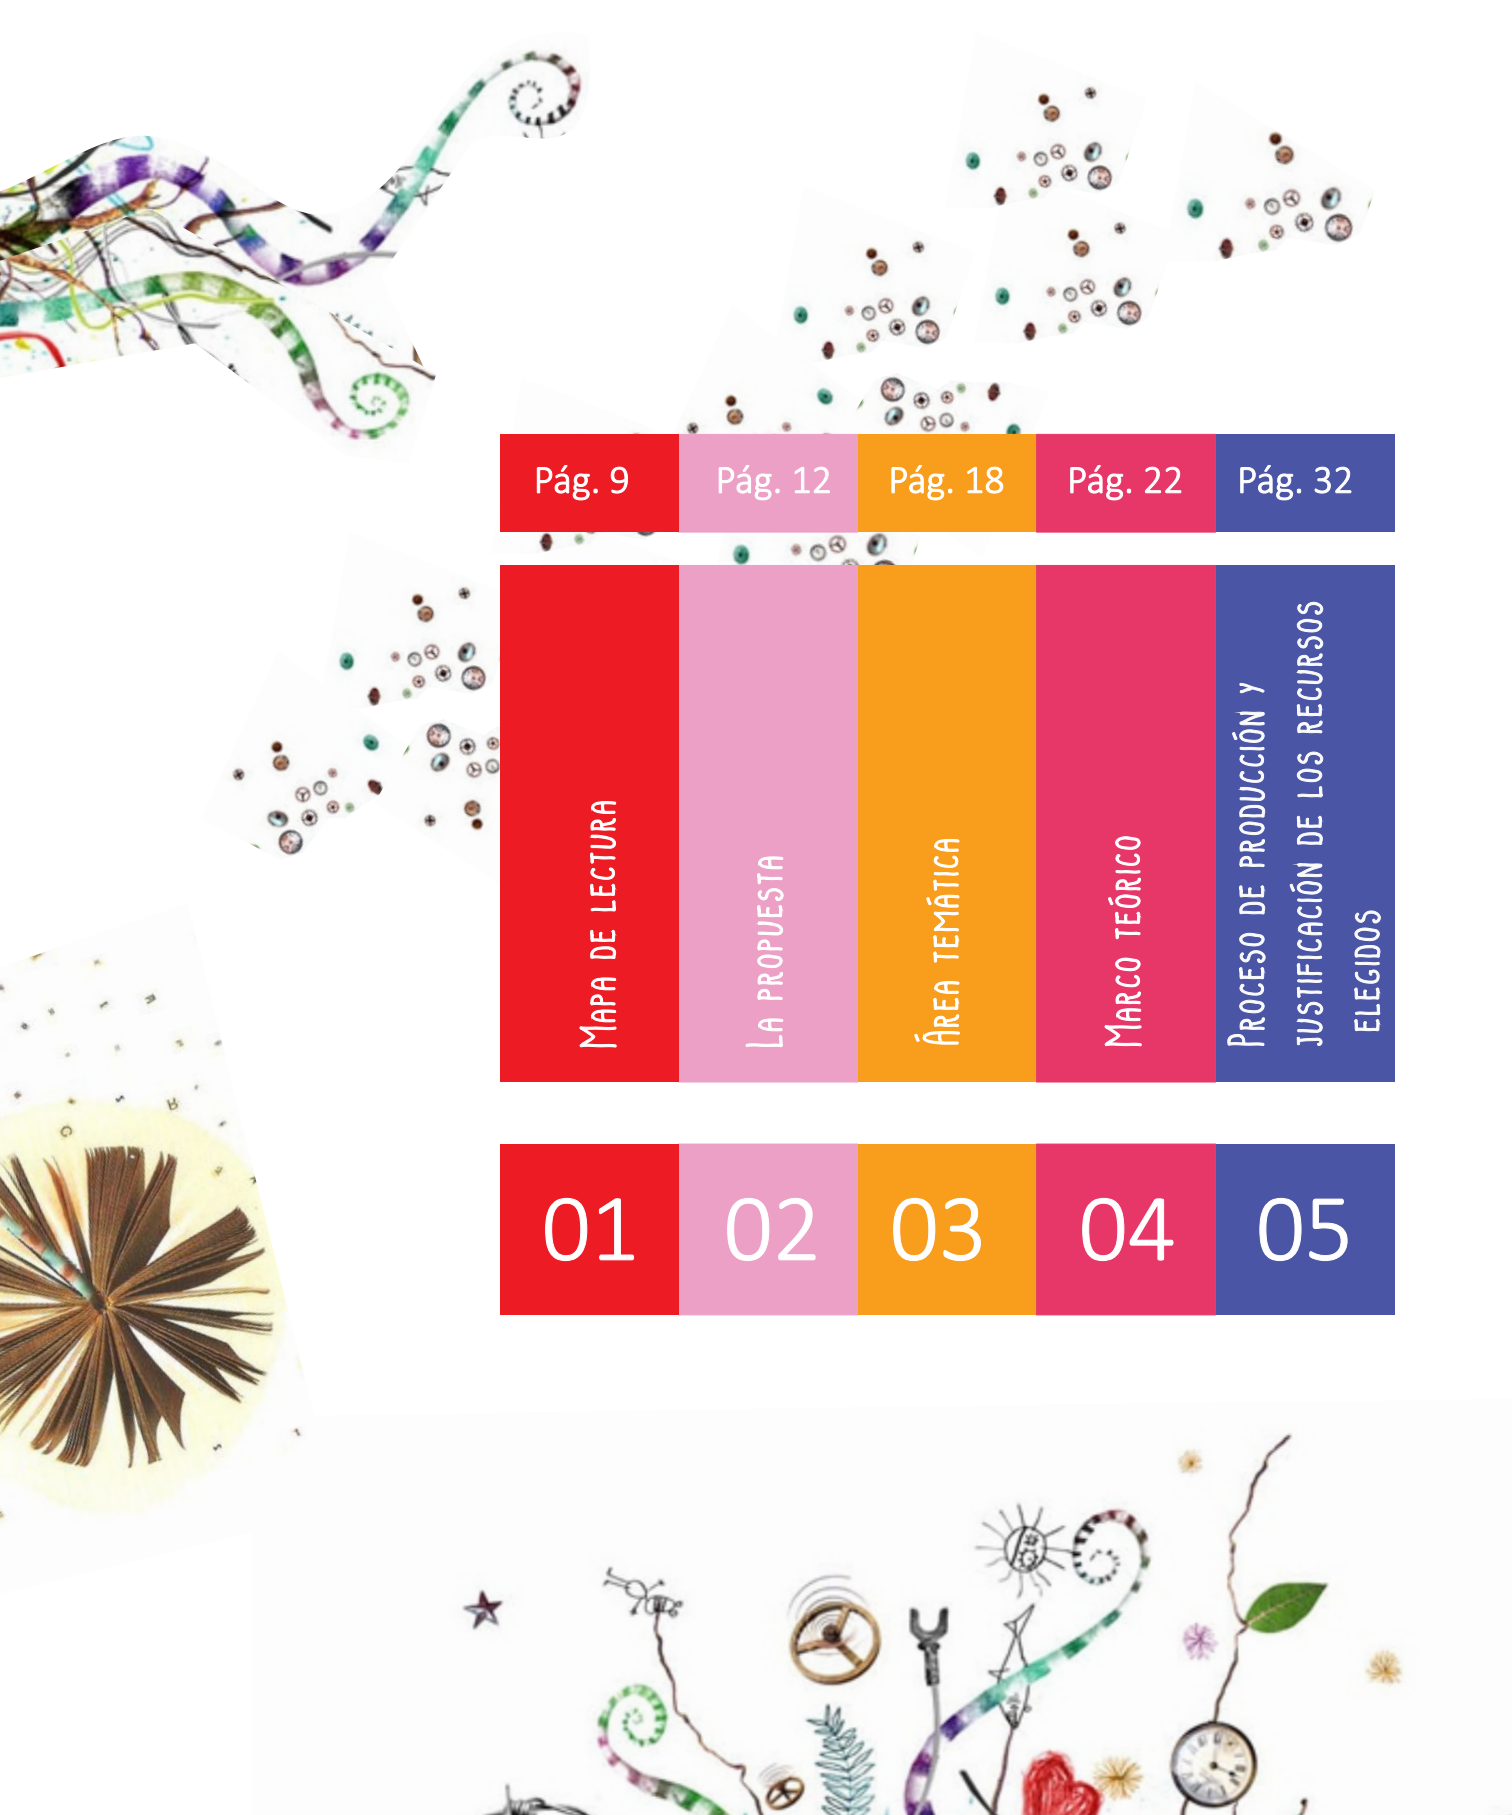 Pág. 9
Pág. 12
Pág. 18
Pág. 22
Pág. 32
Mapa de lectura
La propuesta
Área temática
Marco teórico
Proceso de producción y
justificación de los recursos
elegidos
01
02
03
04
05